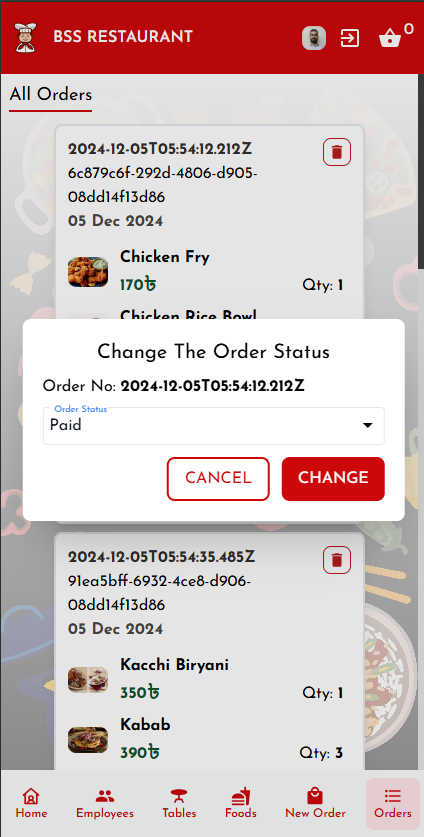 BSS RESTAURANT
0
All Orders
2024-12-05T05:54:12.212Z
6c879c6f-292d-4806-d905-
08dd14f13d86
05 Dec 2024
Chicken Fry
170৳
Qty: 1
Chicken Rice Bowl
Change The Order Status
Order No: 2024-12-05T05:54:12.212Z
Order Status
Paid
CANCEL
CHANGE
2024-12-05T05:54:35.485Z
91ea5bff-6932-4ce8-d906-
08dd14f13d86
05 Dec 2024
Kacchi Biryani
350৳
Qty: 1
Kabab
390৳
Qty: 3
Home
Employees
Tables
Foods
New Order
Orders